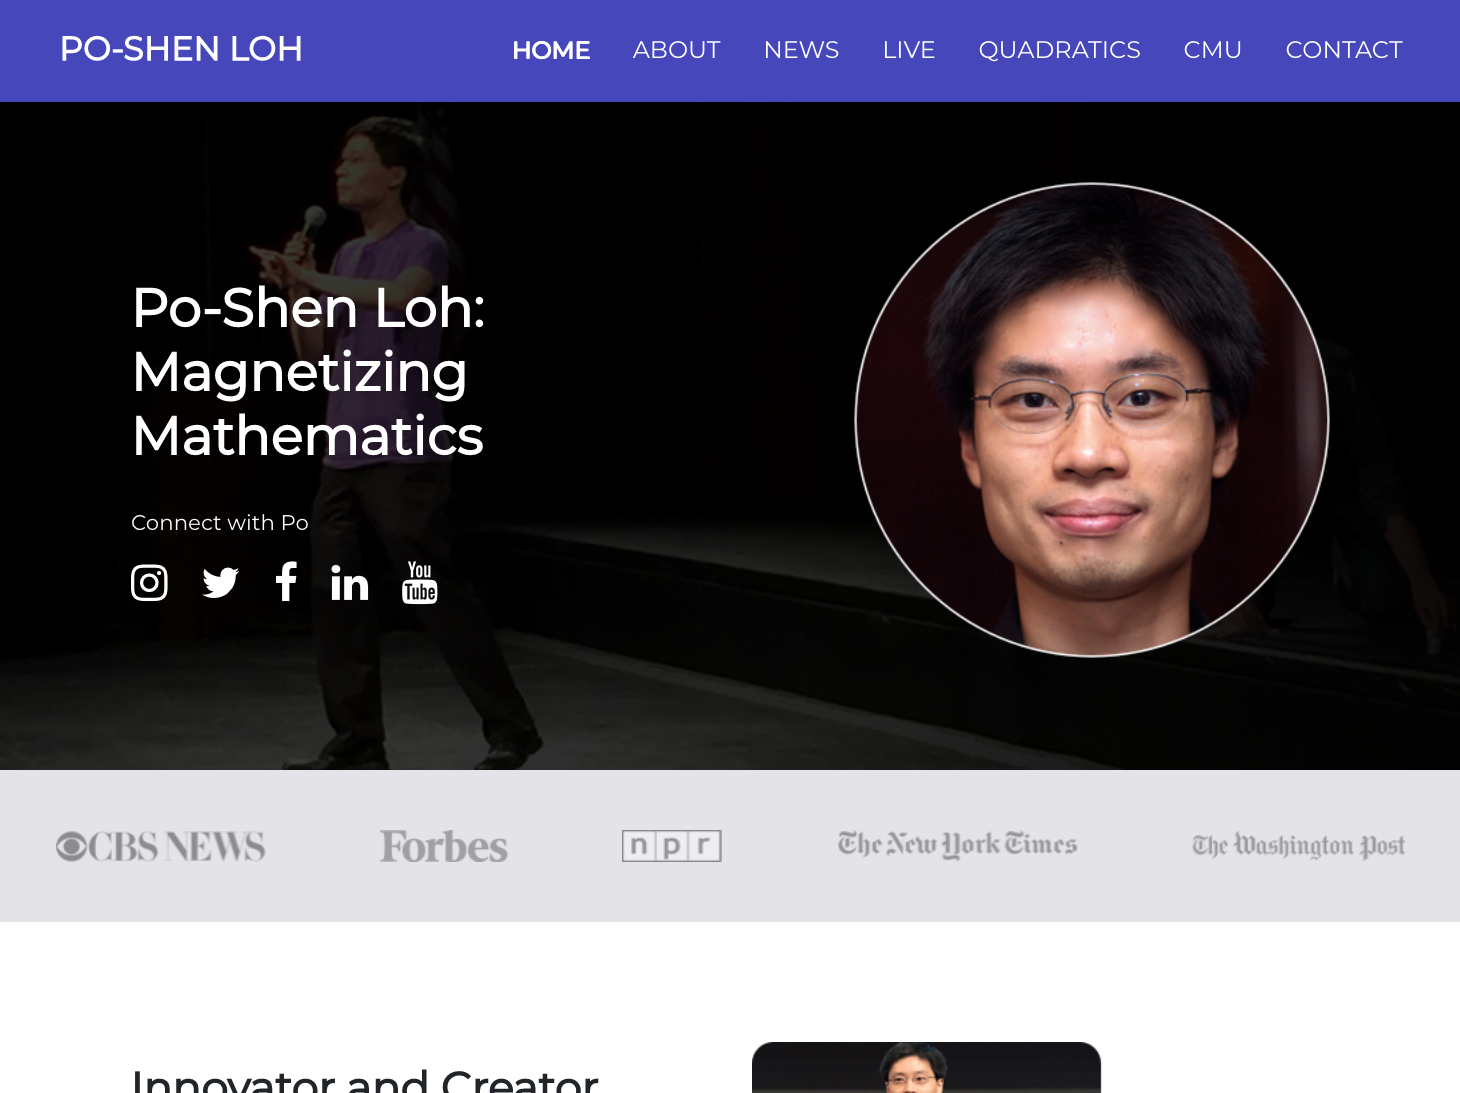 PO-SHEN LOH
HOME ABOUT NEWS LIVE QUADRATICS CMU CONTACT
Po-Shen Loh:
Magnetizing
Mathematics
Connect with Po
You
Tube
CBS NEWS
Forbes
npr
The New York Times
The Washington Post
Innovator and Creator